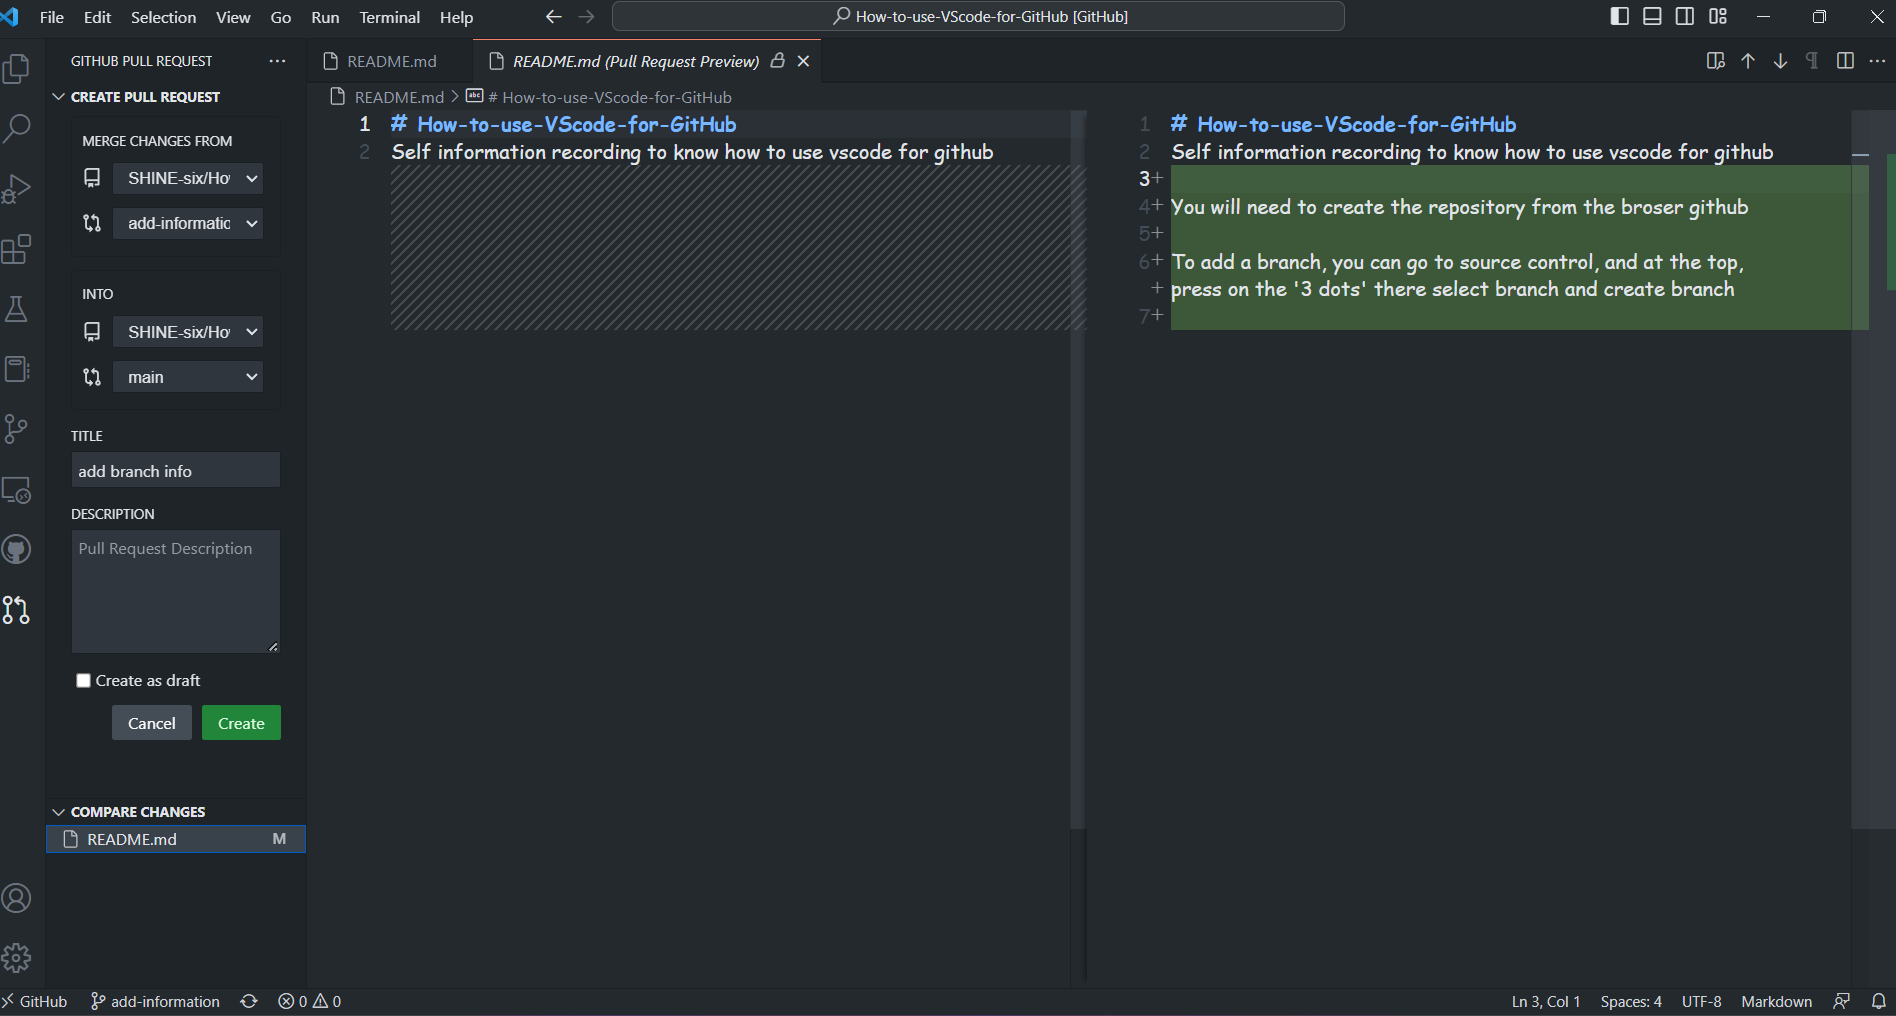 File Edit Selection View Go Run Terminal Help
How-to-use-VScode-for-GitHub [GitHub]
GITHUB PULL REQUEST
CREATE PULL REQUEST
MERGE CHANGES FROM
SHINE-six/Ho
add-informatic
INTO
SHINE-six/Ho
main
TITLE
add branch info
DESCRIPTION
Pull Request Description
Create as draft
Cancel Create
COMPARE CHANGES
README.md M
README.md README.md (Pull Request Preview)
README.md > abc # How-to-use-VScode-for-GitHub
1 # How-to-use-VScode-for-GitHub
2 Self information recording to know how to use vscode for github
1 # How-to-use-VScode-for-GitHub
2 Self information recording to know how to use vscode for github
3+
4+ You will need to create the repository from the broser github
5+
6+ To add a branch, you can go to source control, and at the top,
+ press on the '3 dots' there select branch and create branch
7+
GitHub add-information 0 0 Ln 3, Col 1 Spaces: 4 UTF-8 Markdown